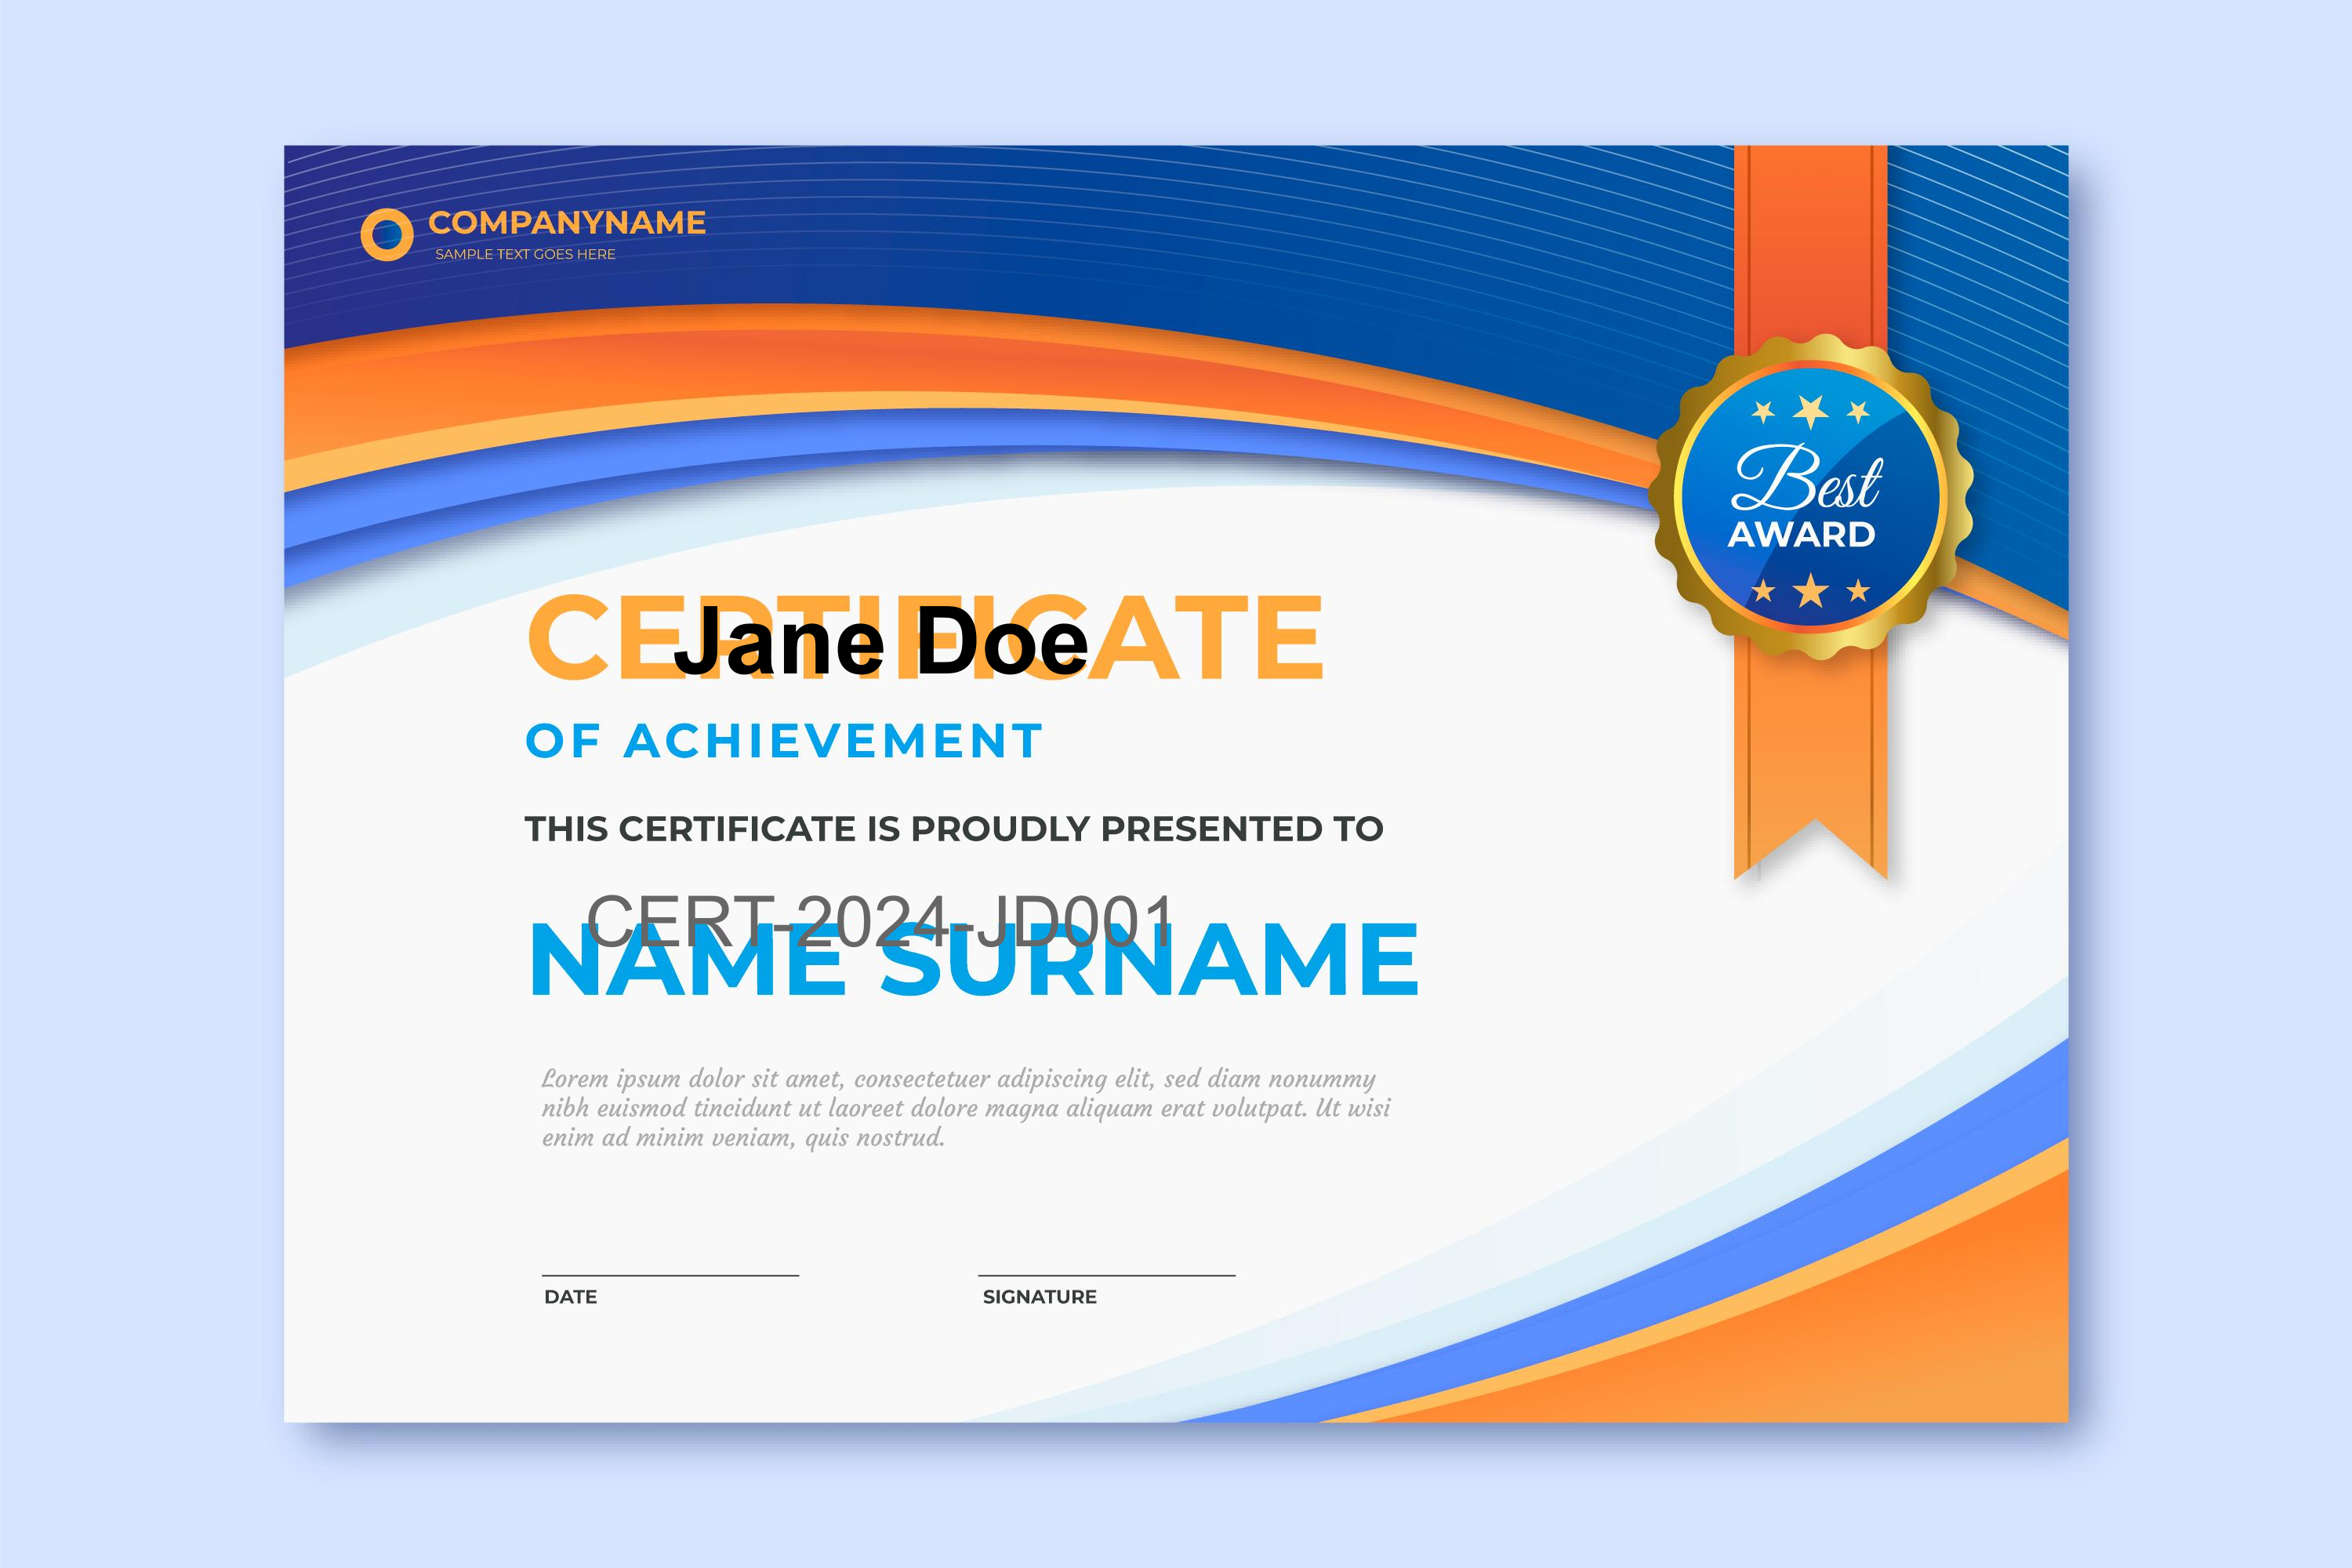 COMPANYNAME
SAMPLE TEXT GOES HERE
Best
AWARD
CERTIFICATE
Jane Doe
OF ACHIEVEMENT
THIS CERTIFICATE IS PROUDLY PRESENTED TO
CERT-2024-JD001
NAME SURNAME
Lorem ipsum dolor sit amet, consectetuer adipiscing elit, sed diam nonummy
nibh euismod tincidunt ut laoreet dolore magna aliquam erat volutpat. Ut wisi
enim ad minim veniam, quis nostrud.
DATE
SIGNATURE